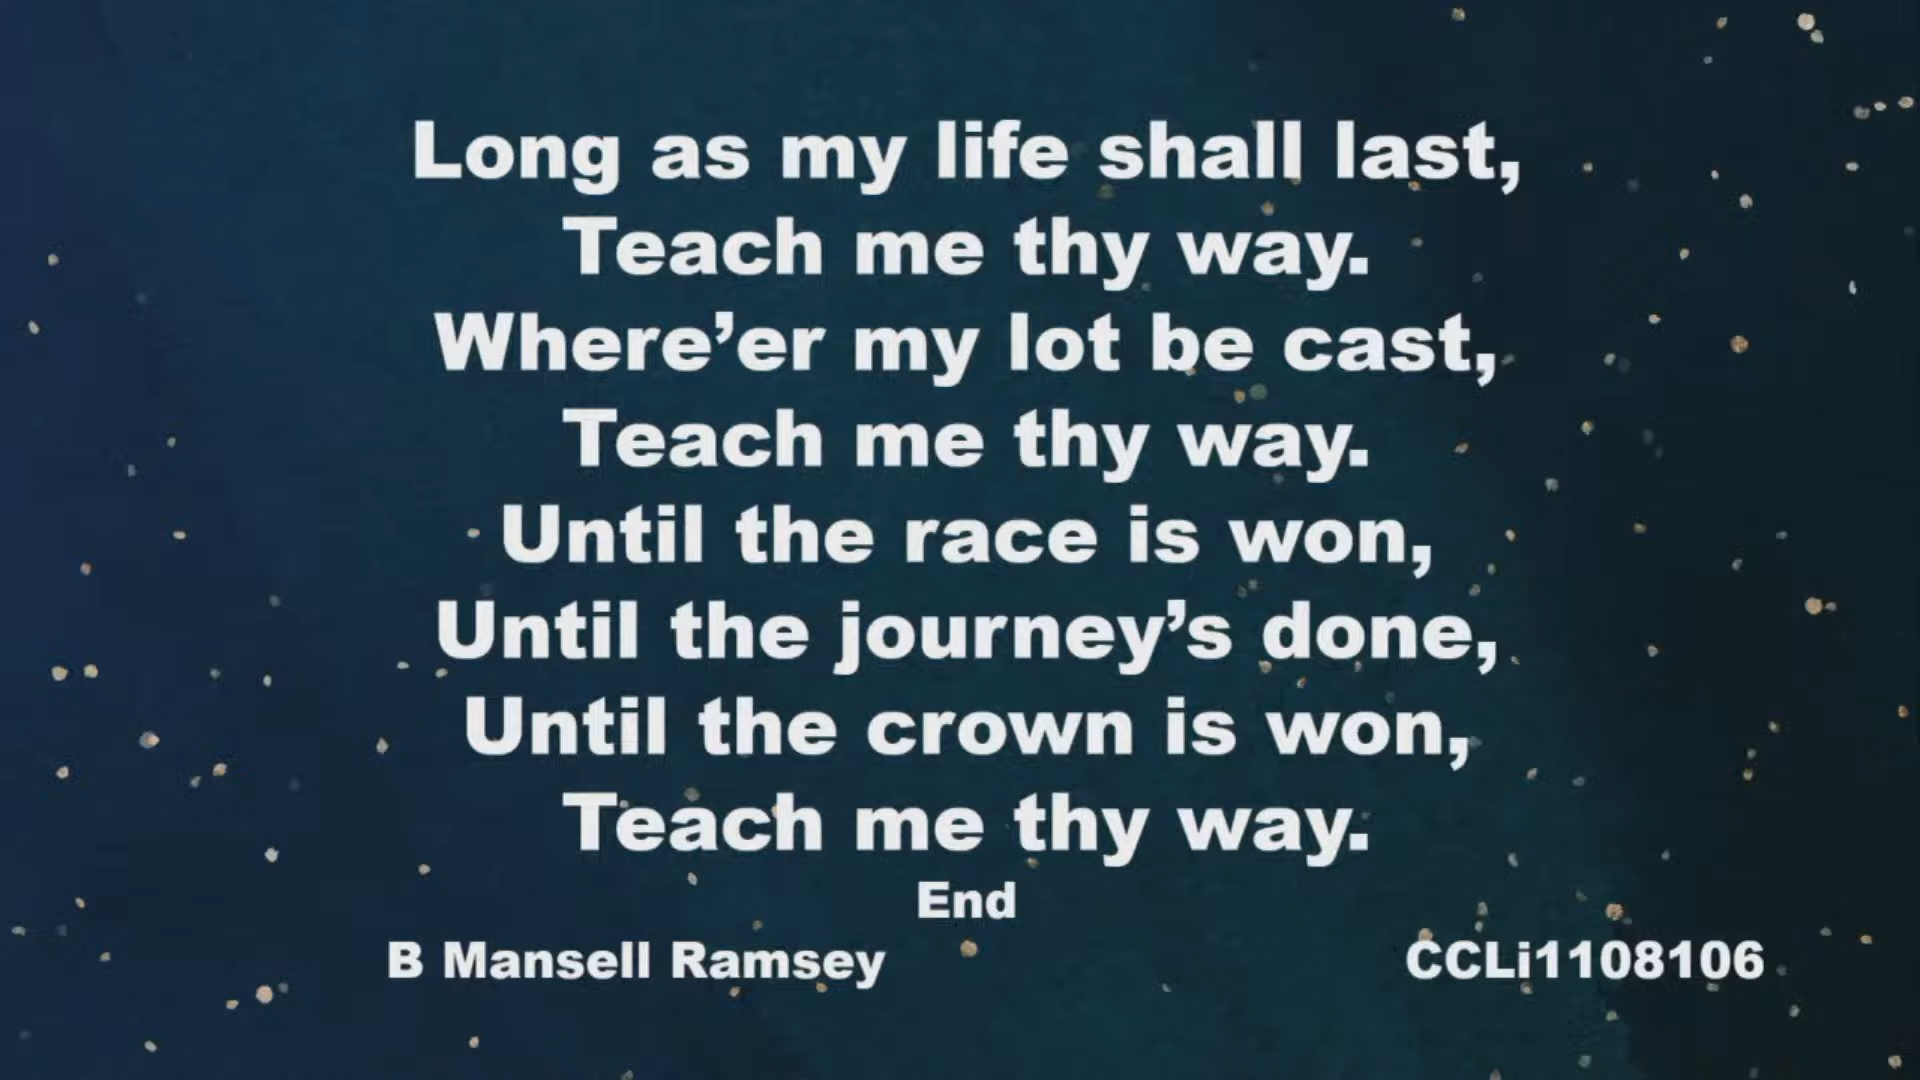 Long as my life shall last,
Teach me thy way.
Where’er my lot be cast,
Teach me thy way.
Until the race is won,
Until the journey’s done,
Until the crown is won,
Teach me thy way.
End
B Mansell Ramsey CCLi1108106